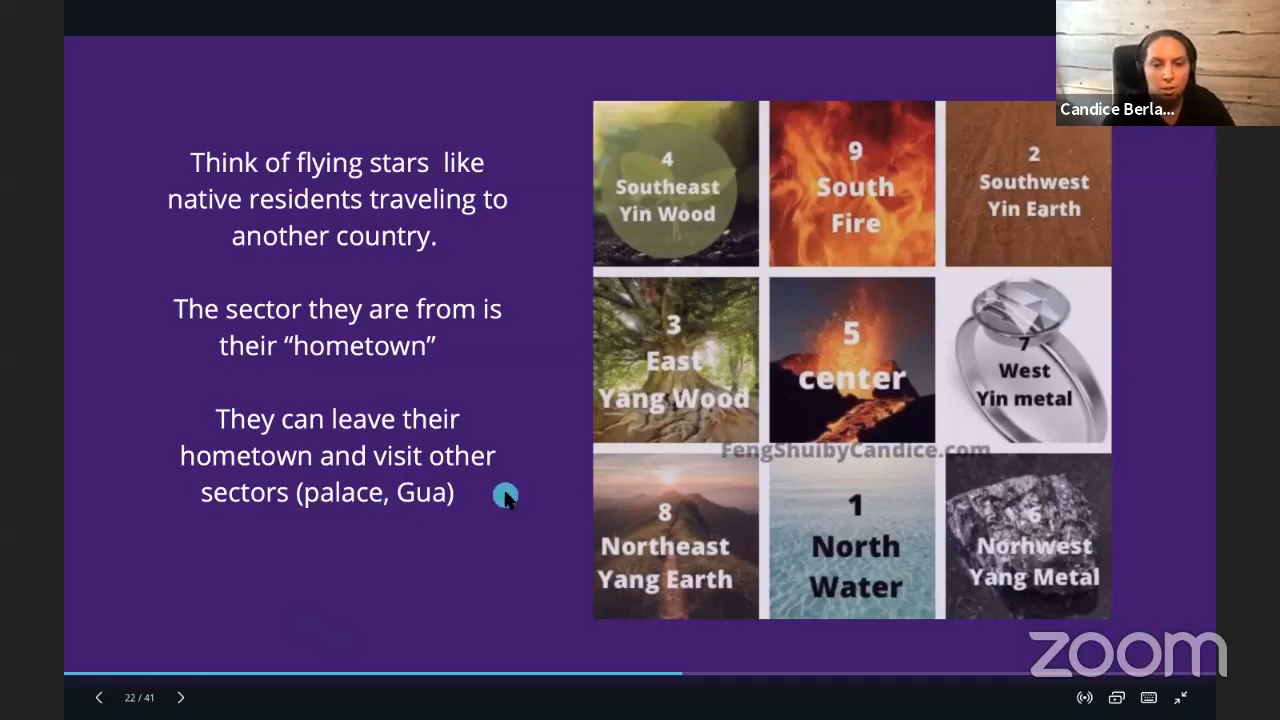 Candice Berla...
Think of flying stars like
native residents traveling to
another country.
The sector they are from is
their “hometown”
They can leave their
hometown and visit other
sectors (palace, Gua)
4
Southeast
Yin Wood
9
South
Fire
2
Southwest
Yin Earth
3
East
Yang Wood
5
center
7
West
Yin metal
FengShuibyCandice.com
8
Northeast
Yang Earth
1
North
Water
6
Norhwest
Yang Metal
zoom
22 / 41